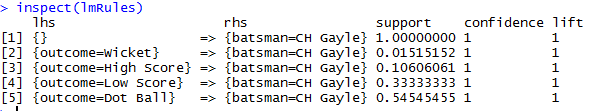 > inspect(lmRules)
lhs rhs support confidence lift
[1] {} => {batsman=CH Gayle} 1.00000000 1 1
[2] {outcome=Wicket} => {batsman=CH Gayle} 0.01515152 1 1
[3] {outcome=High Score} => {batsman=CH Gayle} 0.10606061 1 1
[4] {outcome=Low Score} => {batsman=CH Gayle} 0.33333333 1 1
[5] {outcome=Dot Ball} => {batsman=CH Gayle} 0.54545455 1 1